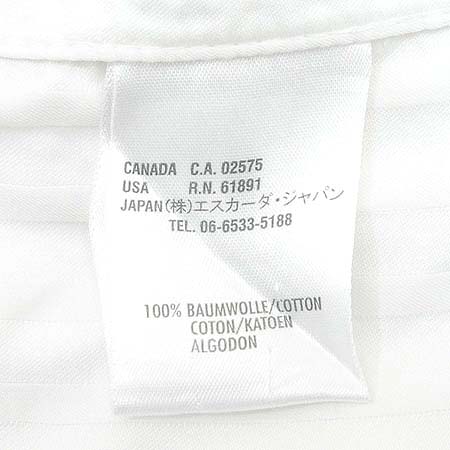 CANADA C.A. 02575
USA R.N. 61891
JAPAN(株)エスカーダ・ジャパン
TEL. 06-6533-5188
100% BAUMWOLLE/COTTON
COTON/KATOEN
ALGODON